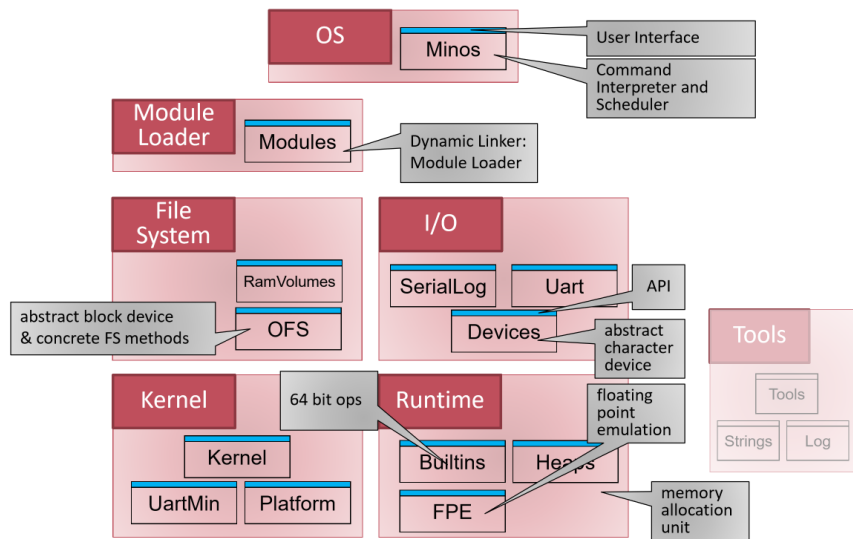 OS
Minos
User Interface
Command
Interpreter and
Scheduler
Module
Loader
Modules
Dynamic Linker:
Module Loader
File
System
RamVolumes
OFS
abstract block device
& concrete FS methods
I/O
SerialLog
Uart
Devices
API
abstract
character
device
Tools
Tools
Strings
Log
Kernel
Kernel
UartMin
Platform
64 bit ops
Runtime
Builtins
Heaps
FPE
floating
point
emulation
memory
allocation
unit